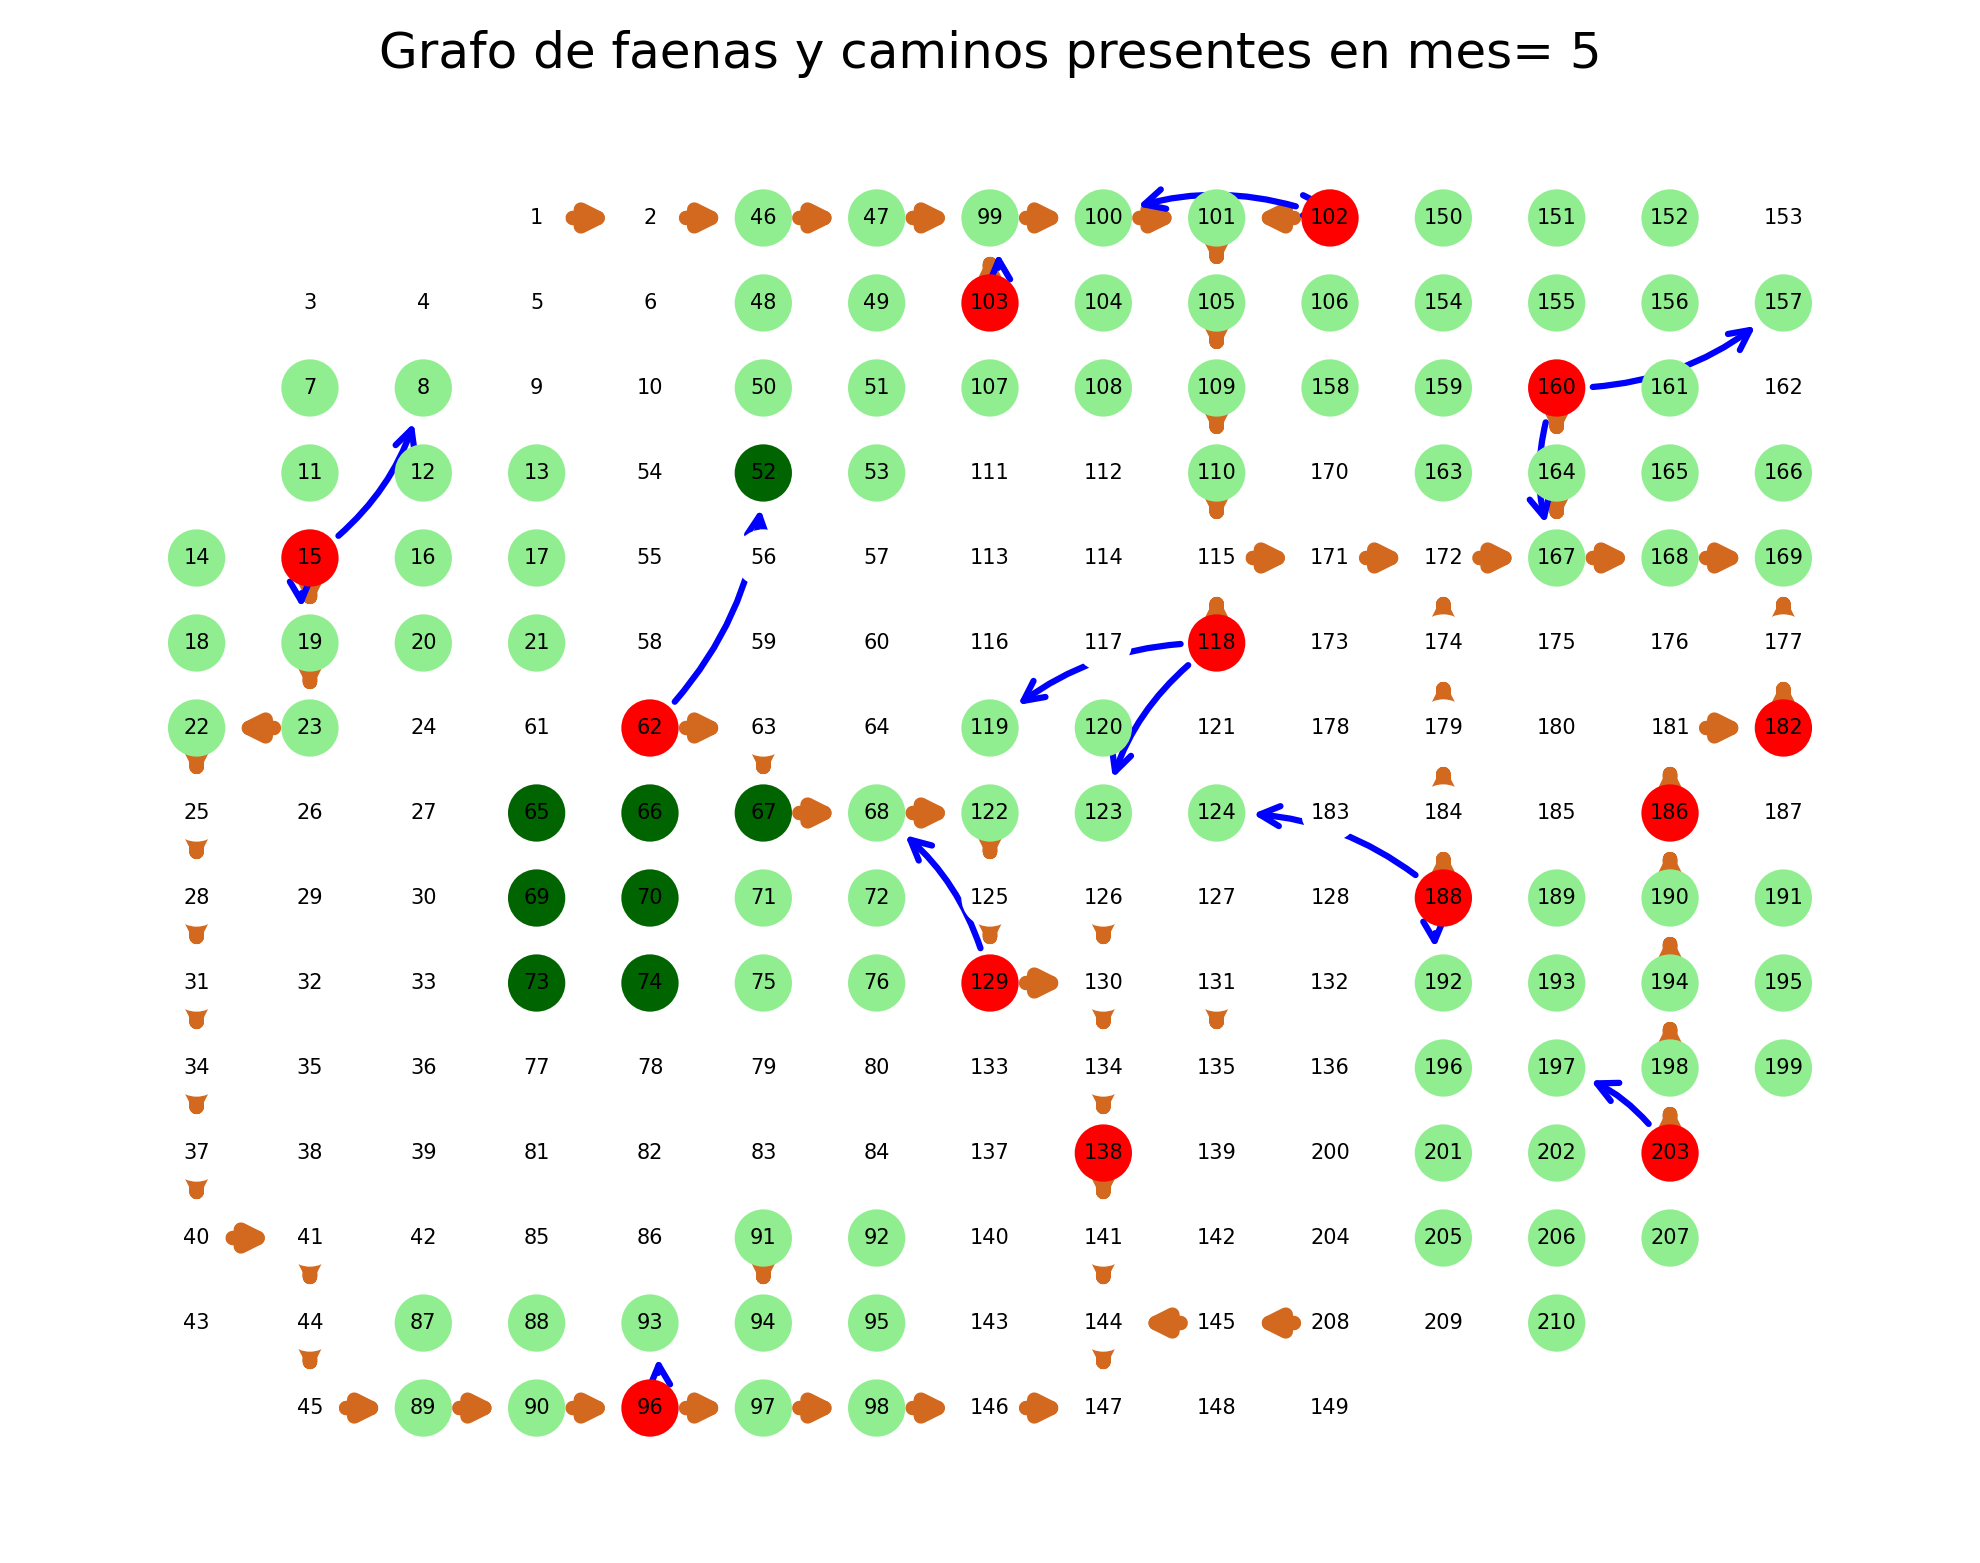 Grafo de faenas y caminos presentes en mes= 5
1 2 46 47 99 100 101 102 150 151 152 153
3 4 5 6 48 49 103 104 105 106 154 155 156 157
7 8 9 10 50 51 107 108 109 158 159 160 161 162
11 12 13 54 52 53 111 112 110 170 163 164 165 166
14 15 16 17 55 56 57 113 114 115 171 172 167 168 169
18 19 20 21 58 59 60 116 117 118 173 174 175 176 177
22 23 24 61 62 63 64 119 120 121 178 179 180 181 182
25 26 27 65 66 67 68 122 123 124 183 184 185 186 187
28 29 30 69 70 71 72 125 126 127 128 188 189 190 191
31 32 33 73 74 75 76 129 130 131 132 192 193 194 195
34 35 36 77 78 79 80 133 134 135 136 196 197 198 199
37 38 39 81 82 83 84 137 138 139 200 201 202 203
40 41 42 85 86 91 92 140 141 142 204 205 206 207
43 44 87 88 93 94 95 143 144 145 208 209 210
45 89 90 96 97 98 146 147 148 149